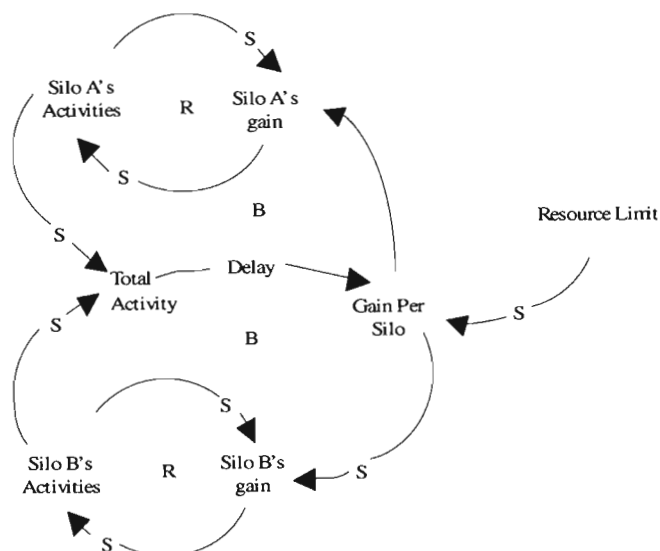 S
Silo A's
Activities
R
Silo A's
gain
S
B
Resource Limit
S
Delay
Total
Activity
Gain Per
Silo
S
S
B
S
Silo B's
Activities
R
Silo B's
gain
S
S